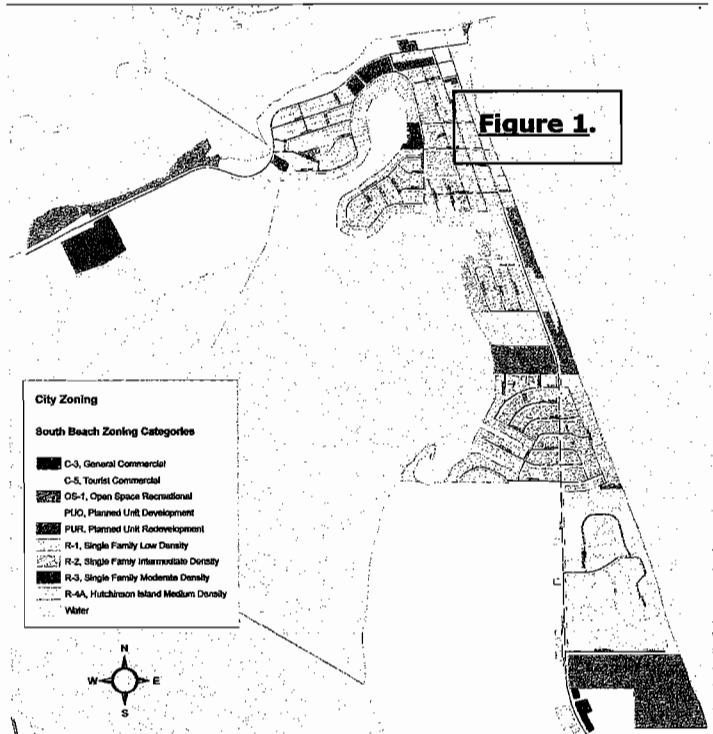 Figure 1.
City Zoning
South Beach Zoning Categories
C-3, General Commercial
C-5, Tourist Commercial
OS-1, Open Space Recreational
PUD, Planned Unit Development
PUR, Planned Unit Redevelopment
R-1, Single Family Low Density
R-2, Single Family Intermediate Density
R-3, Single Family Moderate Density
R-4A, Hutchinson Island Medium Density
Water
N
W E
S